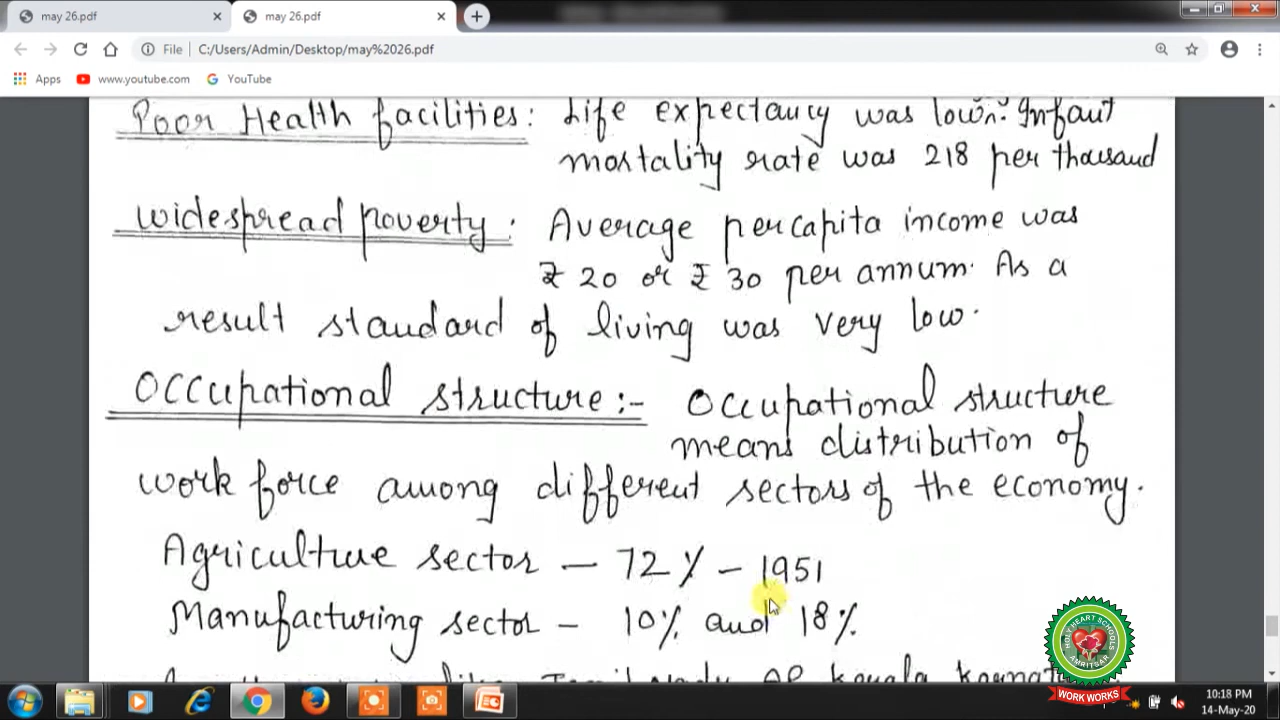 may 26.pdf
may 26.pdf
File C:/Users/Admin/Desktop/may%2026.pdf
Apps www.youtube.com YouTube
Poor Health facilities: Life expectancy was low. Infant
mortality rate was 218 per thousand
Widespread poverty: Average percapita income was
₹ 20 or ₹ 30 per annum. As a
result standard of living was very low.
Occupational structure:- Occupational structure
means distribution of
work force among different sectors of the economy.
Agriculture sector – 72% – 1951
Manufacturing sector – 10% and 18%
HOLY HEART SCHOOLS
AMRITSAR
WORK WORKS
10:18 PM
14-May-20